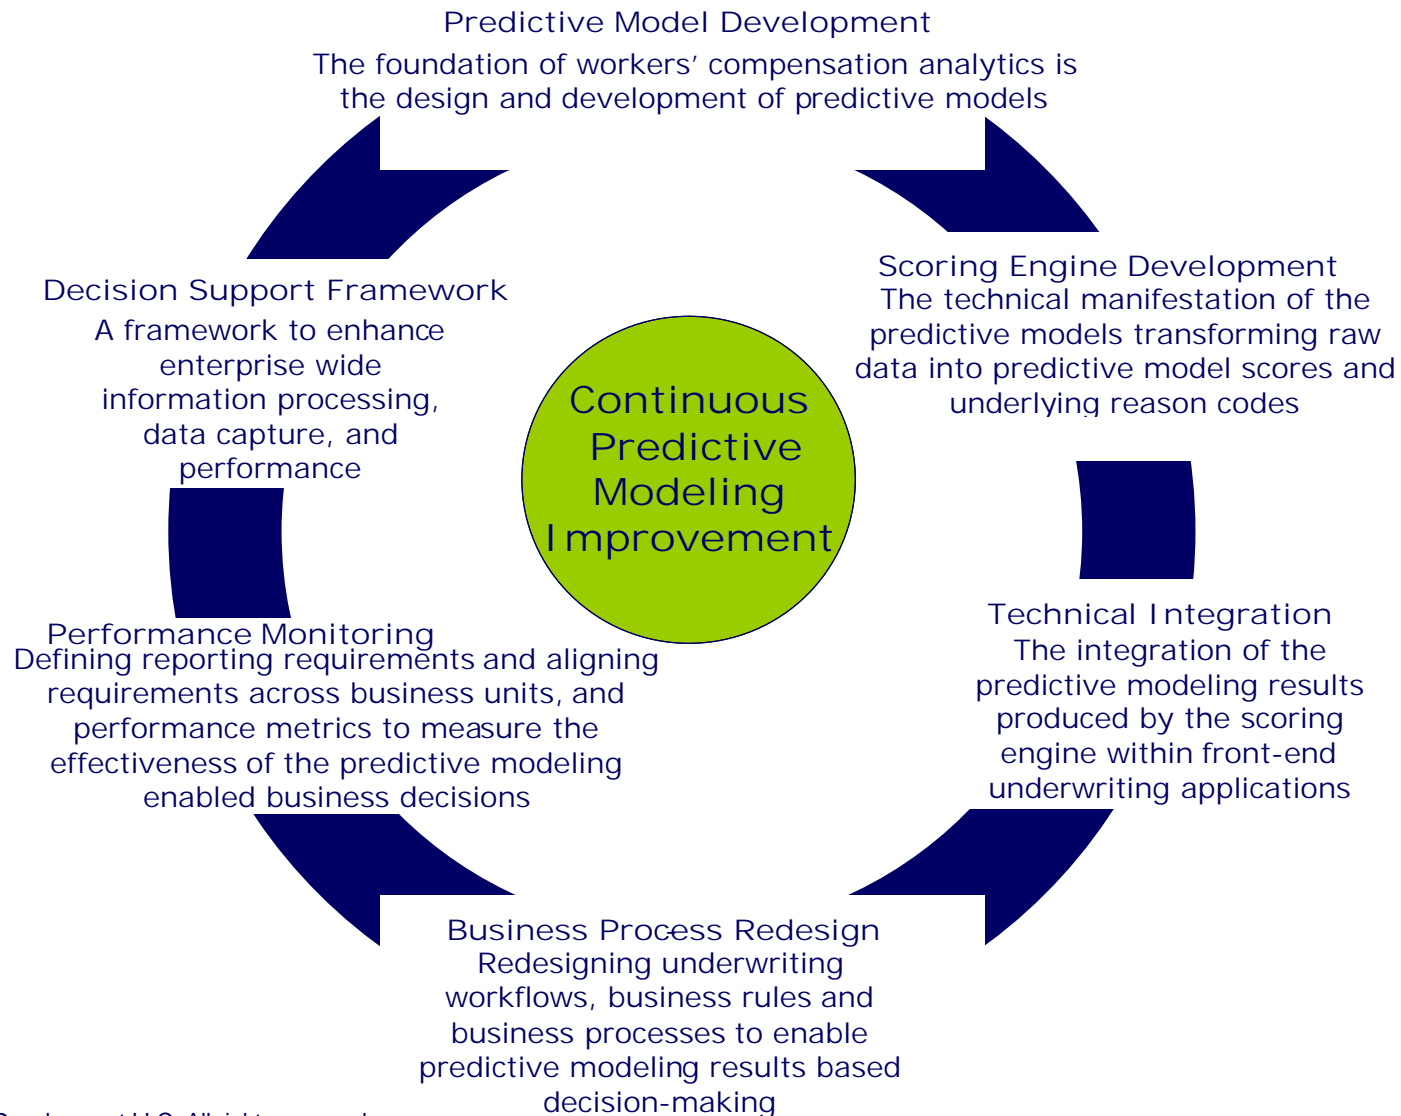 Predictive Model Development
The foundation of workers’ compensation analytics is
the design and development of predictive models
Scoring Engine Development
The technical manifestation of the
predictive models transforming raw
data into predictive model scores and
underlying reason codes
Technical Integration
The integration of the
predictive modeling results
produced by the scoring
engine within front-end
underwriting applications
Business Process Redesign
Redesigning underwriting
workflows, business rules and
business processes to enable
predictive modeling results based
decision-making
Performance Monitoring
Defining reporting requirements and aligning
requirements across business units, and
performance metrics to measure the
effectiveness of the predictive modeling
enabled business decisions
Decision Support Framework
A framework to enhance
enterprise wide
information processing,
data capture, and
performance
Continuous
Predictive
Modeling
Improvement